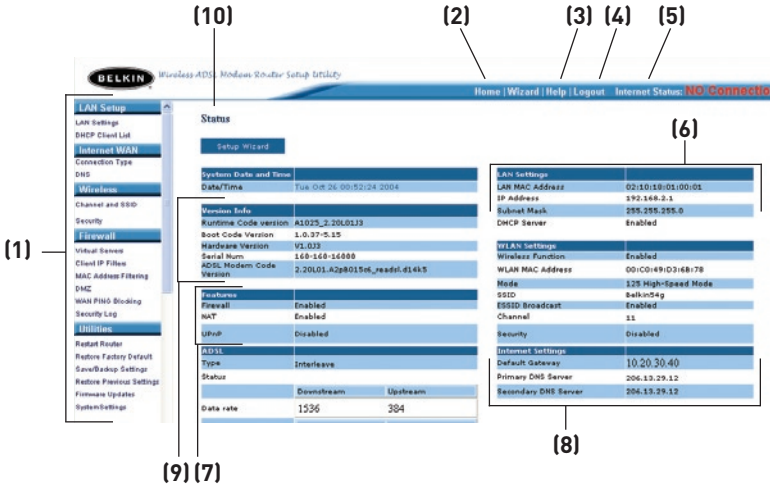 (10)
(2)
(3)
(4)
(5)
BELKIN Wireless ADSL Modem Router Setup Utility
Home | Wizard | Help | Logout Internet Status: NO Connectio
(1)
LAN Setup
LAN Settings
DHCP Client List
Internet WAN
Connection Type
DNS
Wireless
Channel and SSID
Security
Firewall
Virtual Servers
Client IP Filters
MAC Address Filtering
DMZ
WAN PING Blocking
Security Log
Utilities
Restart Router
Restore Factory Default
Save/Backup Settings
Restore Previous Settings
Firmware Updates
System Settings
Status
Setup Wizard
System Date and Time
Date/Time Tue Oct 26 00:52:24 2004
Version Info
Runtime Code version A1025_2.20L01J3
Boot Code Version 1.0.37-5.15
Hardware Version V1.0J3
Serial Num 160-160-16000
ADSL Modem Code Version 2.20L01.A2pB015c6_readsl.d14k5
Features
Firewall Enabled
NAT Enabled
UPnP Disabled
ADSL
Type Interleave
Status
Downstream Upstream
Data rate 1536 384
(9) (7)
(6)
LAN Settings
LAN MAC Address 02:10:18:01:00:01
IP Address 192.168.2.1
Subnet Mask 255.255.255.0
DHCP Server Enabled
WLAN Settings
Wireless Function Enabled
WLAN MAC Address 00:C0:49:D3:68:78
Mode 125 High-Speed Mode
SSID Belkin54g
ESSID Broadcast Enabled
Channel 11
Security Disabled
Internet Settings
Default Gateway 10.20.30.40
Primary DNS Server 206.13.29.12
Secondary DNS Server 206.13.29.12
(8)